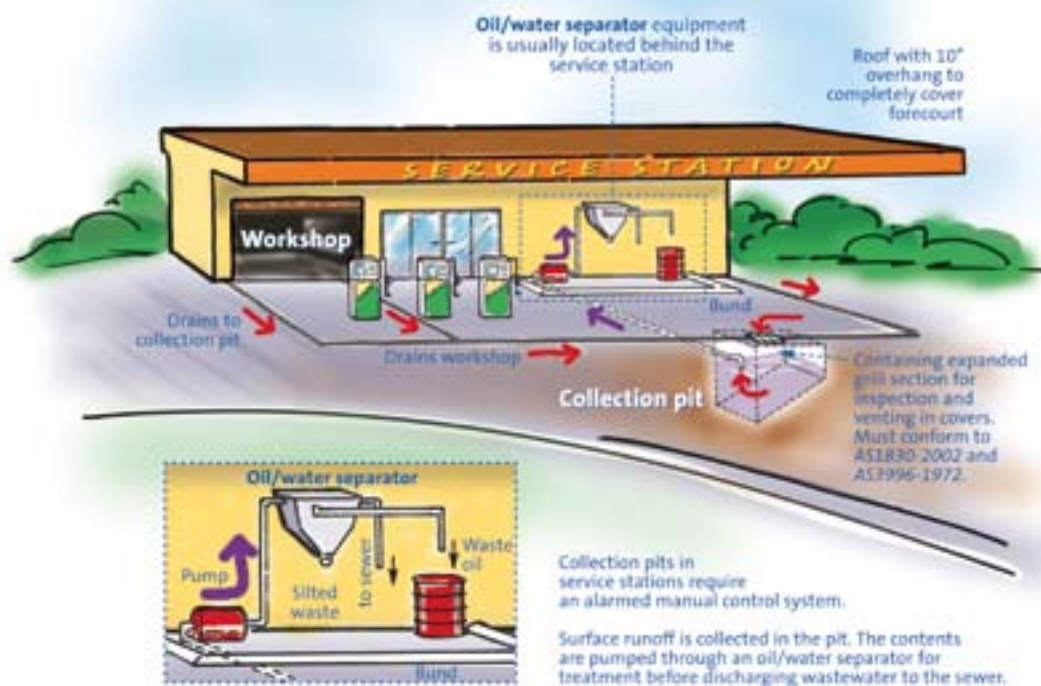 Oil/water separator equipment
is usually located behind the
service station
Roof with 10°
overhang to
completely cover
forecourt
SERVICE STATION
Workshop
Bund
Drains to
collection pit.
Drains workshop
Collection pit
Containing expanded
grill section for
inspection and
venting in covers.
Must conform to
AS1830-2002 and
AS3996-1972.
Oil/water separator
Pump
Silted
waste
to sewer
Waste
oil
Bund
Collection pits in
service stations require
an alarmed manual control system.
Surface runoff is collected in the pit. The contents
are pumped through an oil/water separator for
treatment before discharging wastewater to the sewer.